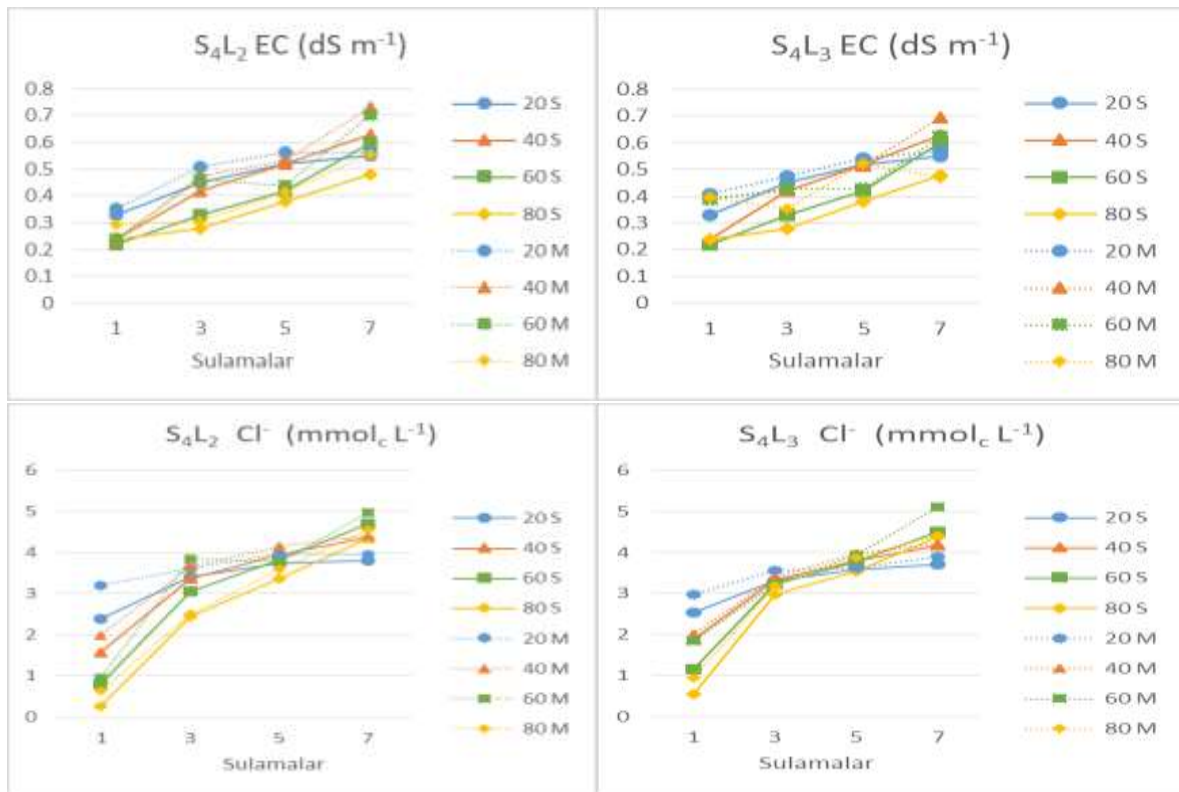 S₄L₂ EC (dS m⁻¹)
0.8
0.7
0.6
0.5
0.4
0.3
0.2
0.1
0
1 3 5 7
Sulamalar
20 S
40 S
60 S
80 S
20 M
40 M
60 M
80 M
S₄L₃ EC (dS m⁻¹)
0.8
0.7
0.6
0.5
0.4
0.3
0.2
0.1
0
1 3 5 7
Sulamalar
20 S
40 S
60 S
80 S
20 M
40 M
60 M
80 M
S₄L₂ Cl⁻ (mmol_c L⁻¹)
6
5
4
3
2
1
0
1 3 5 7
Sulamalar
20 S
40 S
60 S
80 S
20 M
40 M
60 M
80 M
S₄L₃ Cl⁻ (mmol_c L⁻¹)
6
5
4
3
2
1
0
1 3 5 7
Sulamalar
20 S
40 S
60 S
80 S
20 M
40 M
60 M
80 M